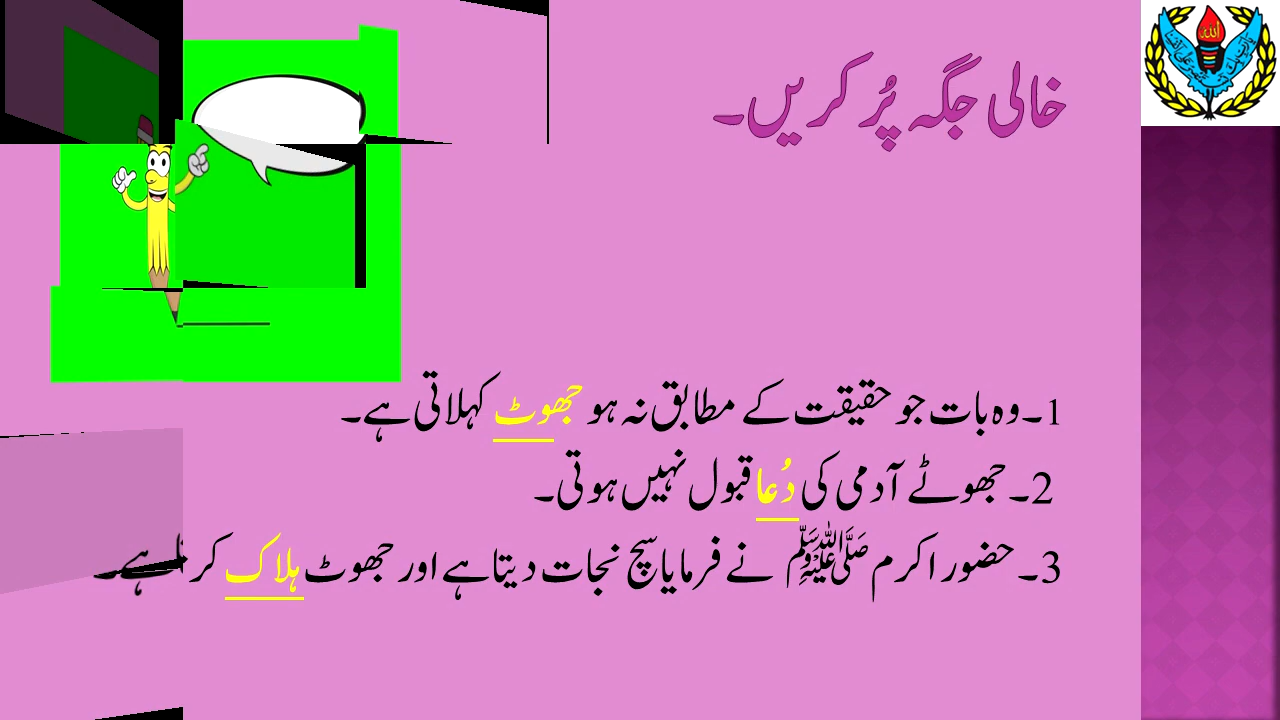 خالی جگہ پُر کریں۔
1۔وہ بات جو حقیقت کے مطابق نہ ہو جھوٹ کہلاتی ہے۔
2۔ جھوٹے آدمی کی دُعا قبول نہیں ہوتی۔
3۔حضور اکرم ﷺ نے فرمایا سچ نجات دیتا ہے اور جھوٹ ہلاک کرتا ہے۔